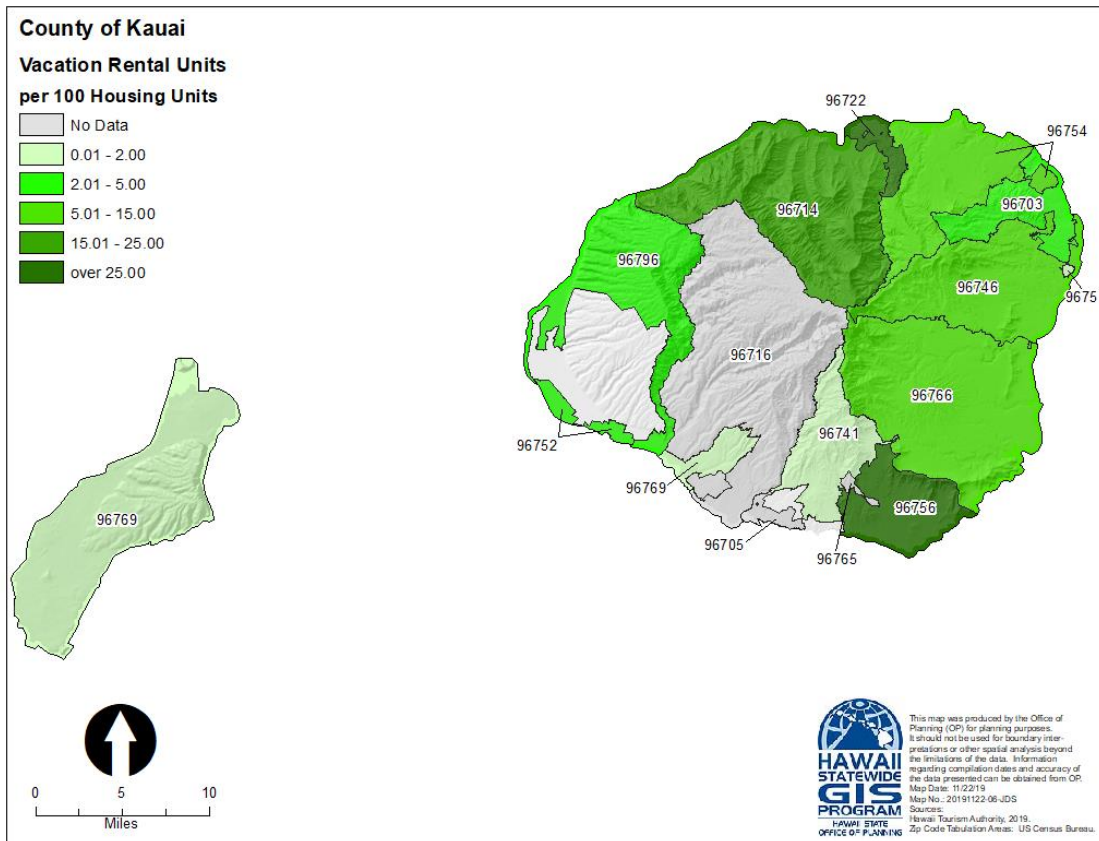 County of Kauai
Vacation Rental Units
per 100 Housing Units
No Data
0.01 - 2.00
2.01 - 5.00
5.01 - 15.00
15.01 - 25.00
over 25.00
96722
96754
96714
96703
96796
96746
9675
96716
96766
96741
96752
96769
96756
96769
96705
96765
0 5 10
Miles
HAWAII
STATEWIDE
GIS
PROGRAM
HAWAII STATE
OFFICE OF PLANNING
This map was produced by the Office of
Planning (OP) for planning purposes.
It should not be used for boundary inter-
pretations or other spatial analysis beyond
the limitations of the data. Information
regarding compilation dates and accuracy of
the data presented can be obtained from OP.
Map Date: 11/22/19
Map No.: 20191122-06-JDS
Sources:
Hawaii Tourism Authority, 2019.
Zip Code Tabulation Areas: US Census Bureau.